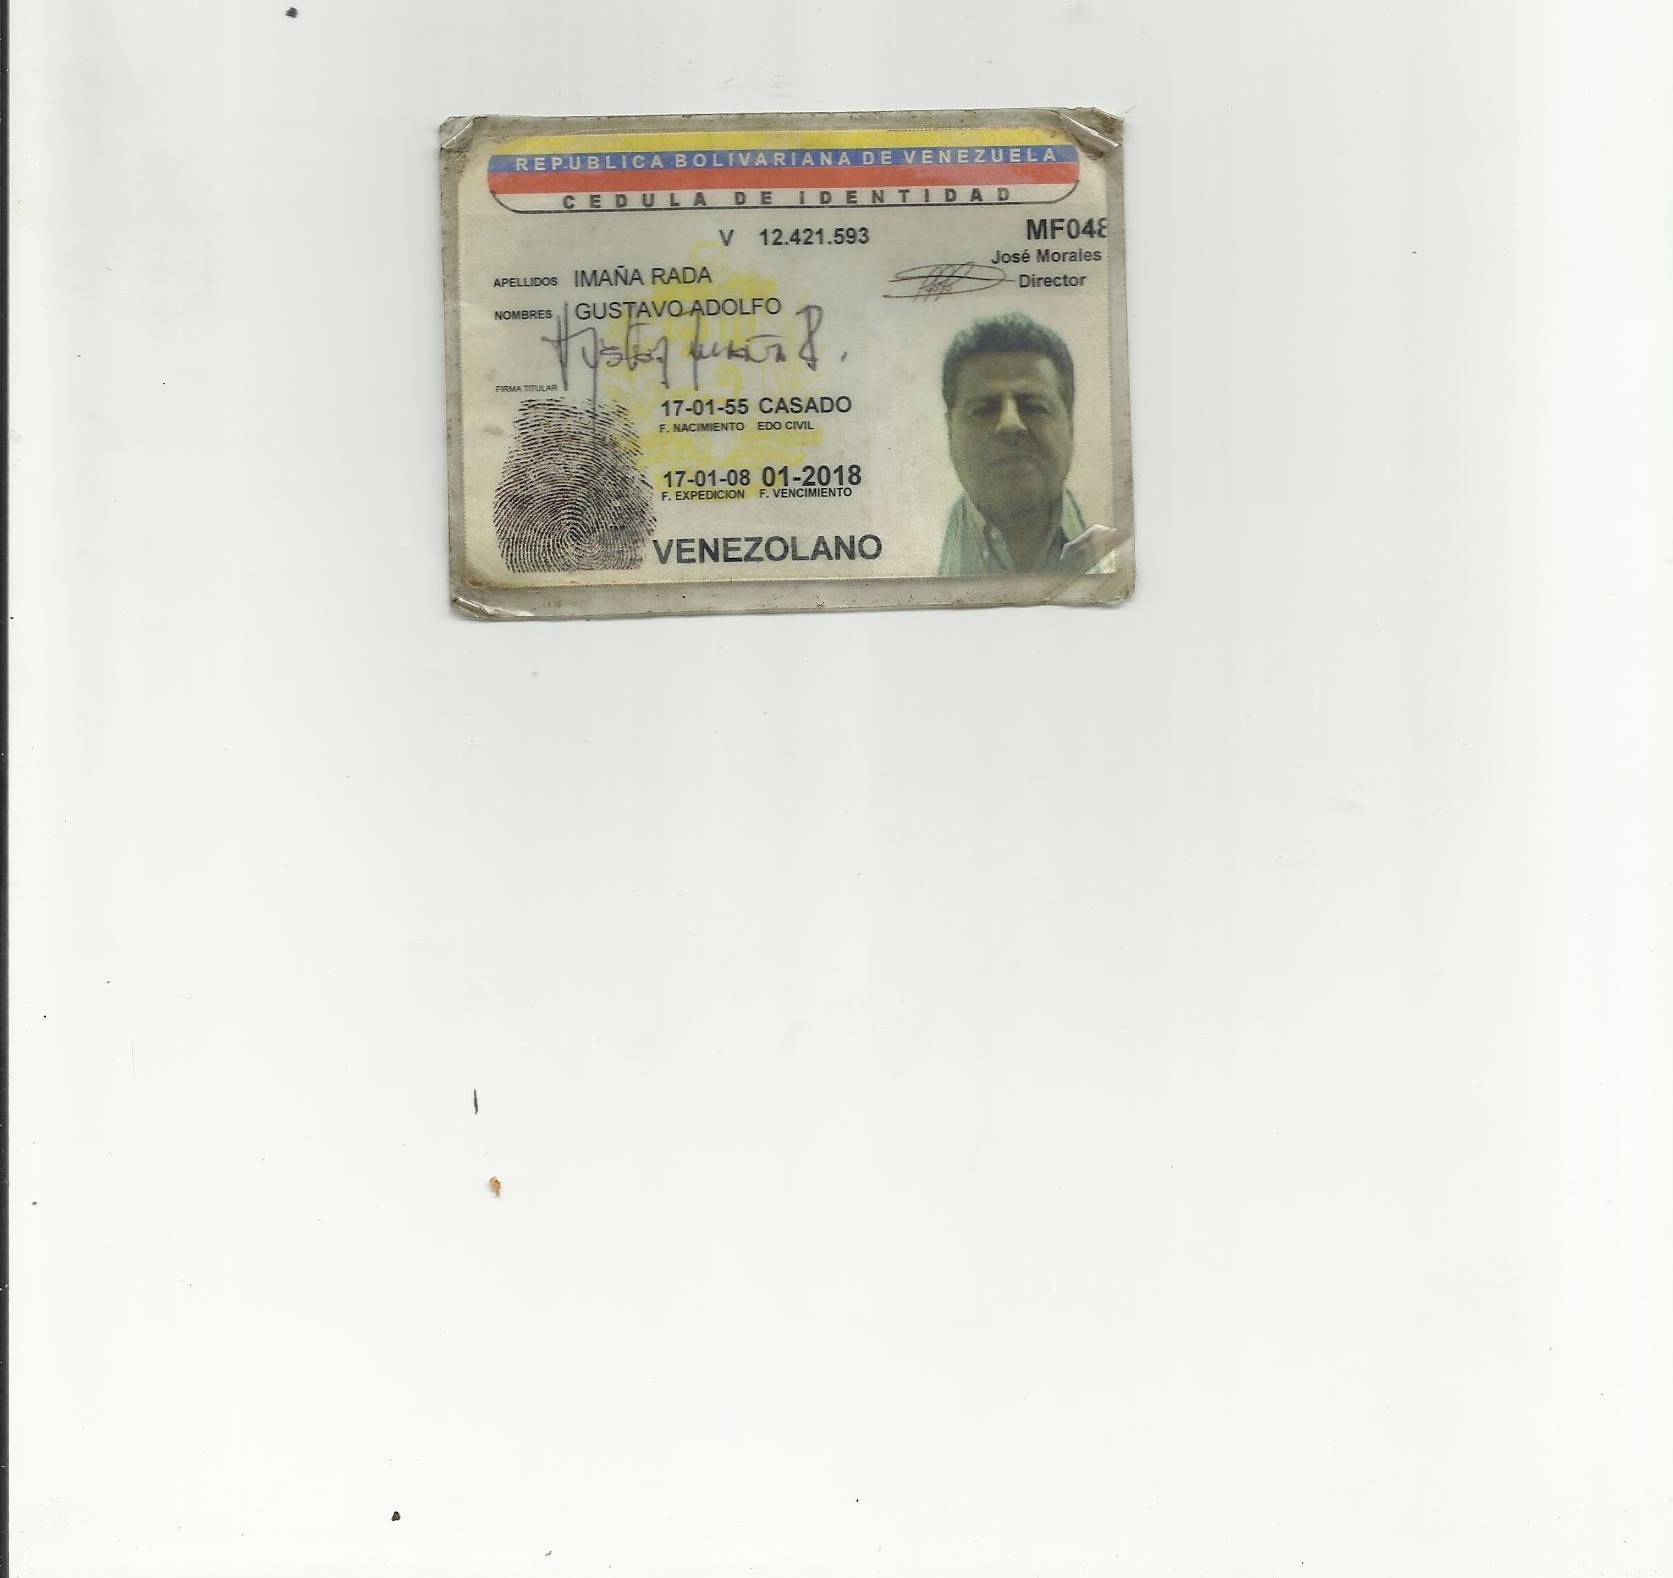 REPUBLICA BOLIVARIANA DE VENEZUELA
CEDULA DE IDENTIDAD
V 12.421.593
MF048
José Morales
Director
APELLIDOS IMAÑA RADA
NOMBRES GUSTAVO ADOLFO
FIRMA TITULAR
17-01-55 CASADO
F. NACIMIENTO EDO CIVIL
17-01-08 01-2018
F. EXPEDICION F. VENCIMIENTO
VENEZOLANO